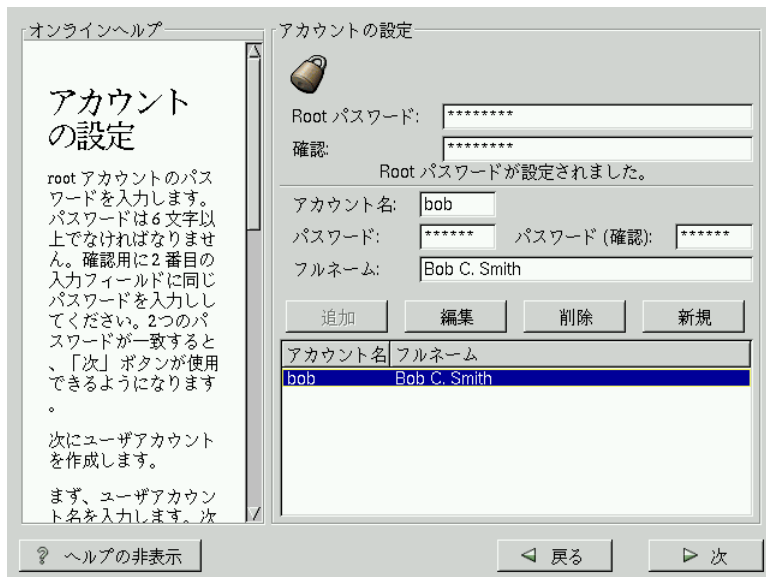 オンラインヘルプ
アカウント
の設定
root アカウントのパス
ワードを入力します。
パスワードは6 文字以
上でなければなりませ
ん。確認用に2 番目の
入力フィールドに同じ
パスワードを入力しし
てください。2つのパ
スワードが一致すると
、「次」ボタンが使用
できるようになります
。
次にユーザアカウント
を作成します。
まず、ユーザアカウン
ト名を入力します。次
? ヘルプの非表示
アカウントの設定
Root パスワード: ********
確認: ********
Root パスワードが設定されました。
アカウント名: bob
パスワード: ****** パスワード (確認): ******
フルネーム: Bob C. Smith
追加 編集 削除 新規
アカウント名 フルネーム
bob Bob C. Smith
戻る 次